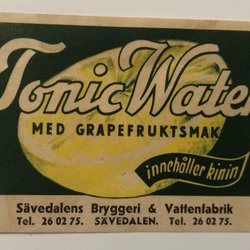 Tonic Water
MED GRAPEFRUKTSMAK
innehåller kinin
Sävedalens Bryggeri & Vattenfabrik
Tel. 26 02 75. SÄVEDALEN. Tel. 26 02 75.